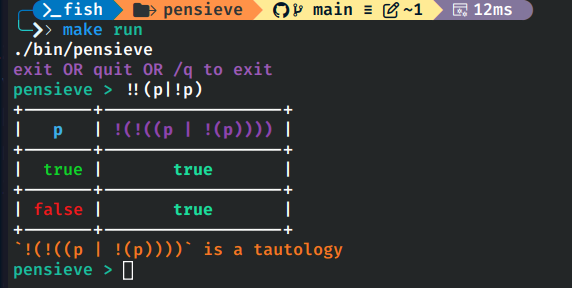 >_fish pensieve main ≡ ~1 12ms
make run
./bin/pensieve
exit OR quit OR /q to exit
pensieve > !!(p|!p)
+-------+------------------+
|   p   | !(!((p | !(p)))) |
+-------+------------------+
|  true |       true       |
+-------+------------------+
| false |       true       |
+-------+------------------+
`!(!((p | !(p))))` is a tautology
pensieve >